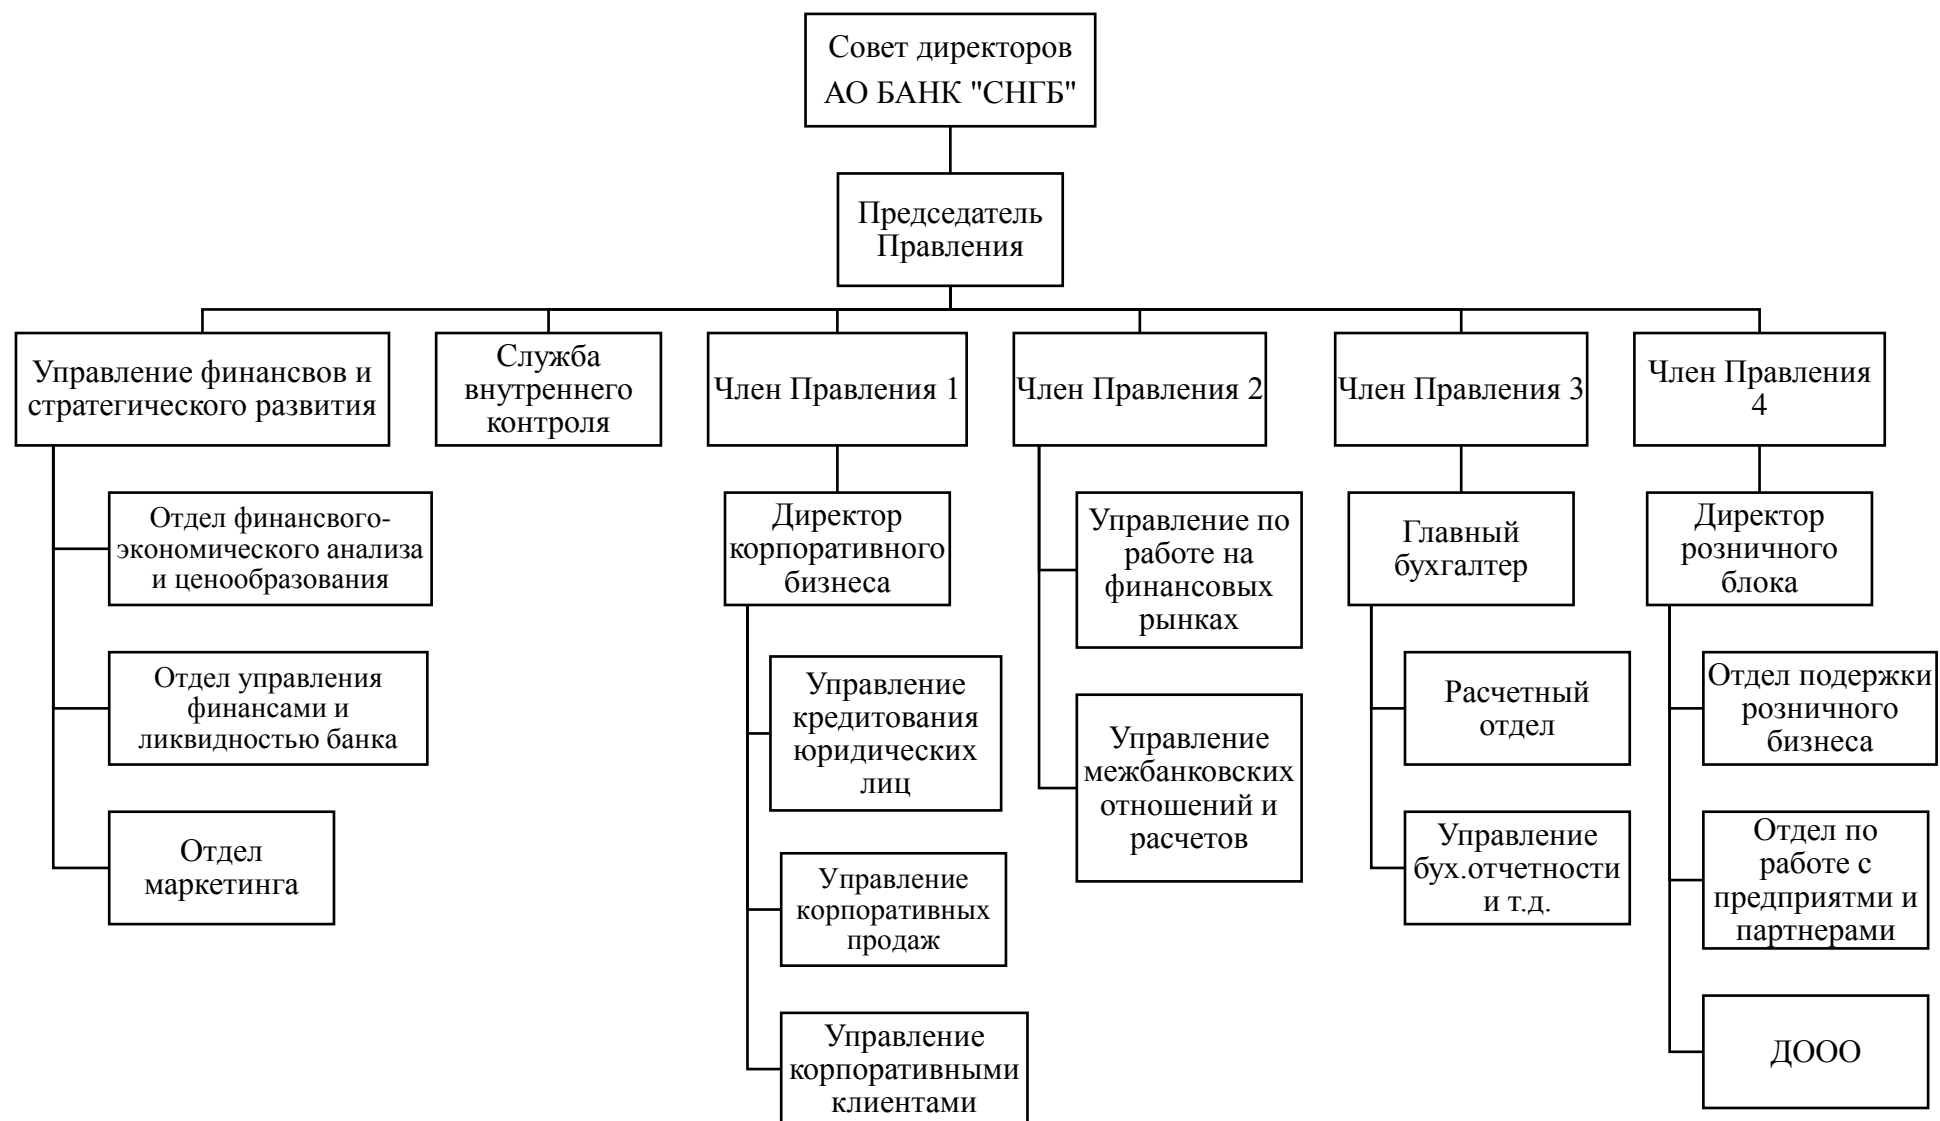 Совет директоров
АО БАНК "СНГБ"
Председатель
Правления
Управление финансвов и
стратегического развития
Служба
внутреннего
контроля
Член Правления 1
Член Правления 2
Член Правления 3
Член Правления
4
Отдел финансвого-
экономического анализа
и ценообразования
Отдел управления
финансами и
ликвидностью банка
Отдел
маркетинга
Директор
корпоративного
бизнеса
Управление
кредитования
юридических
лиц
Управление
корпоративных
продаж
Управление
корпоративными
клиентами
Управление по
работе на
финансовых
рынках
Управление
межбанковских
отношений и
расчетов
Главный
бухгалтер
Расчетный
отдел
Управление
бух.отчетности
и т.д.
Директор
розничного
блока
Отдел подержки
розничного
бизнеса
Отдел по
работе с
предприятми и
партнерами
ДООО